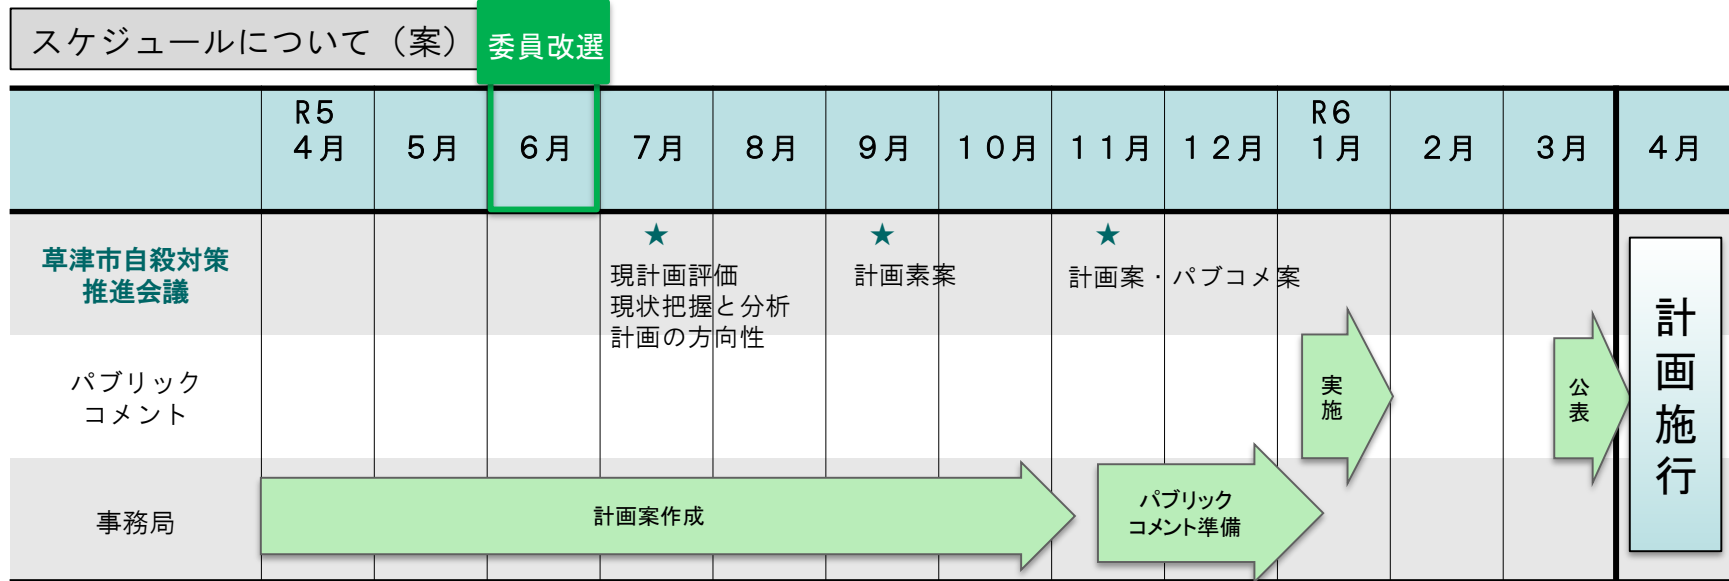 スケジュールについて（案）
委員改選
R5
4月
5月
6月
7月
8月
9月
10月
11月
12月
R6
1月
2月
3月
4月
草津市自殺対策
推進会議
★
現計画評価
現状把握と分析
計画の方向性
★
計画素案
★
計画案・パブコメ案
パブリック
コメント
実施
公表
事務局
計画案作成
パブリック
コメント準備
計画施行